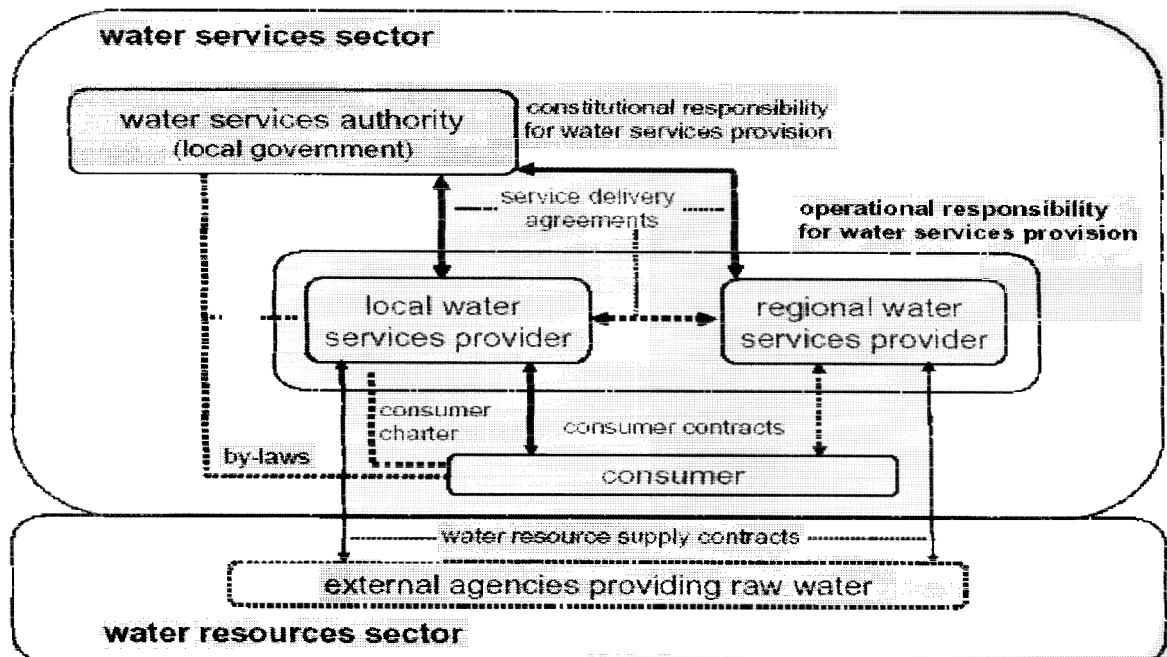 water services sector
water services authority
(local government)
constitutional responsibility
for water services provision
service delivery
agreements
operational responsibility
for water services provision
local water
services provider
regional water
services provider
consumer
charter
consumer contracts
by-laws
consumer
water resource supply contracts
external agencies providing raw water
water resources sector